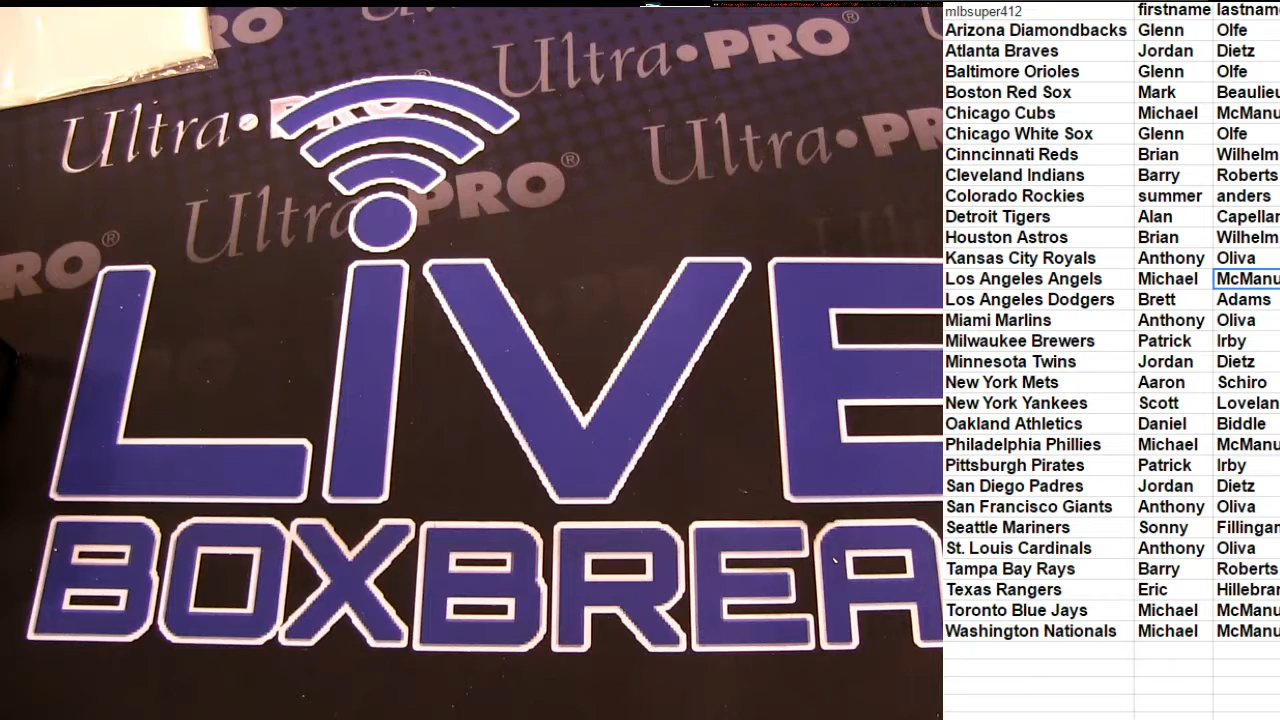 RO®
Ultra•PRO®
Ultra•PRO
Ultra•PR
Ultra PRO®
PRO®
LiVE
BOXBREA
mlbsuper412 firstname lastname
Arizona Diamondbacks Glenn Olfe
Atlanta Braves Jordan Dietz
Baltimore Orioles Glenn Olfe
Boston Red Sox Mark Beaulieu
Chicago Cubs Michael McManu
Chicago White Sox Glenn Olfe
Cinncinnati Reds Brian Wilhelm
Cleveland Indians Barry Roberts
Colorado Rockies summer anders
Detroit Tigers Alan Capellan
Houston Astros Brian Wilhelm
Kansas City Royals Anthony Oliva
Los Angeles Angels Michael McManu
Los Angeles Dodgers Brett Adams
Miami Marlins Anthony Oliva
Milwaukee Brewers Patrick Irby
Minnesota Twins Jordan Dietz
New York Mets Aaron Schiro
New York Yankees Scott Lovelan
Oakland Athletics Daniel Biddle
Philadelphia Phillies Michael McManu
Pittsburgh Pirates Patrick Irby
San Diego Padres Jordan Dietz
San Francisco Giants Anthony Oliva
Seattle Mariners Sonny Fillingan
St. Louis Cardinals Anthony Oliva
Tampa Bay Rays Barry Roberts
Texas Rangers Eric Hillebran
Toronto Blue Jays Michael McManu
Washington Nationals Michael McManu